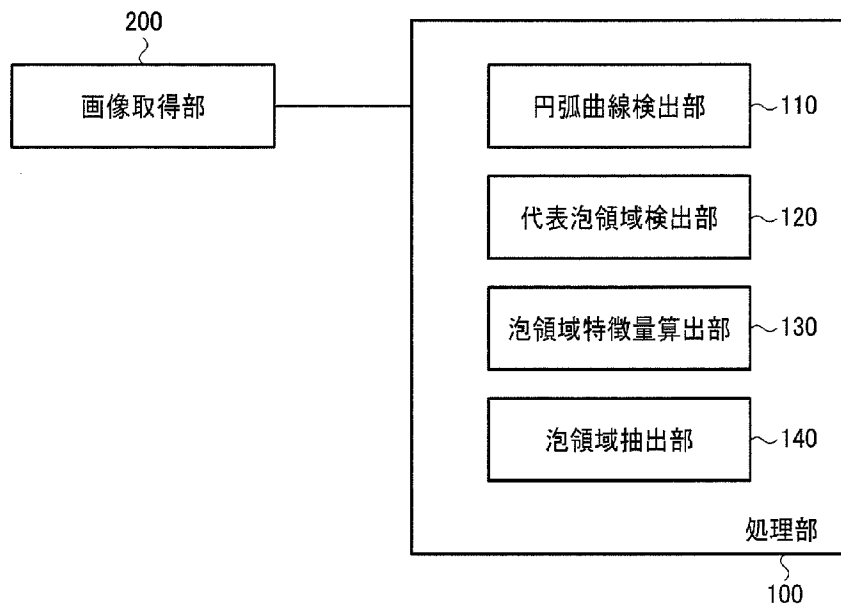 200
画像取得部
円弧曲線検出部
110
代表泡領域検出部
120
泡領域特徴量算出部
130
泡領域抽出部
140
処理部
100